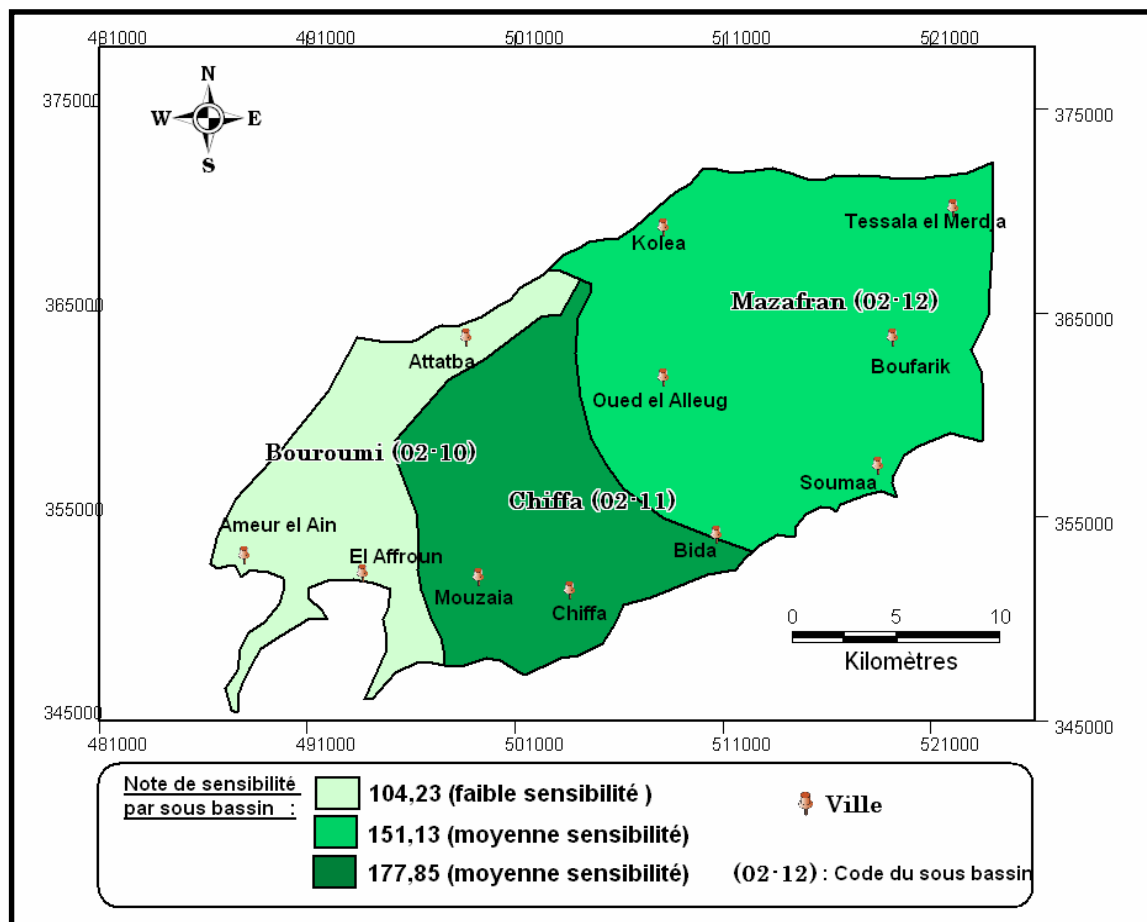 481000 491000 501000 511000 521000
375000 375000
N
W E
S
Tessala el Merdja
Kolea
365000 Mazafran (02-12) 365000
Attatba Boufarik
Oued el Alleug
Bouroumi (02-10)
Soumaa
Chiffa (02-11)
355000 355000
Ameur el Ain
El Affroun Bida
Mouzaia Chiffa
0 5 10
Kilomètres
345000 345000
481000 491000 501000 511000 521000
Note de sensibilité
par sous bassin :
104,23 (faible sensibilité )
151,13 (moyenne sensibilité)
177,85 (moyenne sensibilité)
Ville
(02-12) : Code du sous bassin